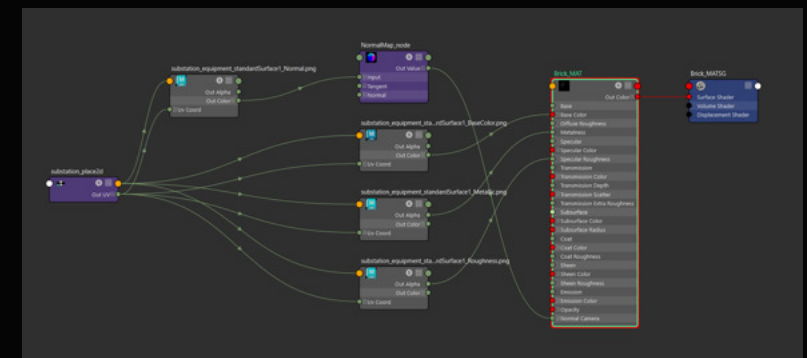 NormalMap_node
Out Value
Input
Tangent
Normal
substation_equipment_standardSurface1_Normal.png
Out Alpha
Out Color
Uv Coord
substation_place2d
Out UV
substation_equipment_sta...rdSurface1_BaseColor.png
Out Alpha
Out Color
Uv Coord
substation_equipment_standardSurface1_Metallic.png
Out Alpha
Out Color
Uv Coord
substation_equipment_sta...rdSurface1_Roughness.png
Out Alpha
Out Color
Uv Coord
Brick_MAT
Out Color
Base
Base Color
Diffuse Roughness
Metalness
Specular
Specular Color
Specular Roughness
Transmission
Transmission Color
Transmission Depth
Transmission Scatter
Transmission Extra Roughness
Subsurface
Subsurface Color
Subsurface Radius
Coat
Coat Color
Coat Roughness
Sheen
Sheen Color
Sheen Roughness
Emission
Emission Color
Opacity
Normal Camera
Brick_MATSG
Surface Shader
Volume Shader
Displacement Shader